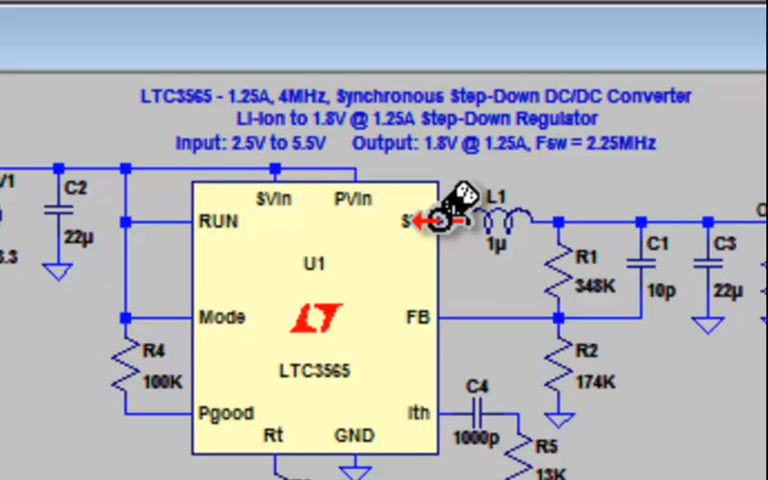 LTC3565 - 1.25A, 4MHz, Synchronous Step-Down DC/DC Converter
Li-Ion to 1.8V @ 1.25A Step-Down Regulator
Input: 2.5V to 5.5V Output: 1.8V @ 1.25A, Fsw = 2.25MHz
V1
C2
22µ
SVin
PVin
RUN
L1
1µ
U1
R1
348K
C1
10p
C3
22µ
Mode
FB
R4
100K
LTC3565
R2
174K
Pgood
Ith
C4
1000p
Rt
GND
R5
13K